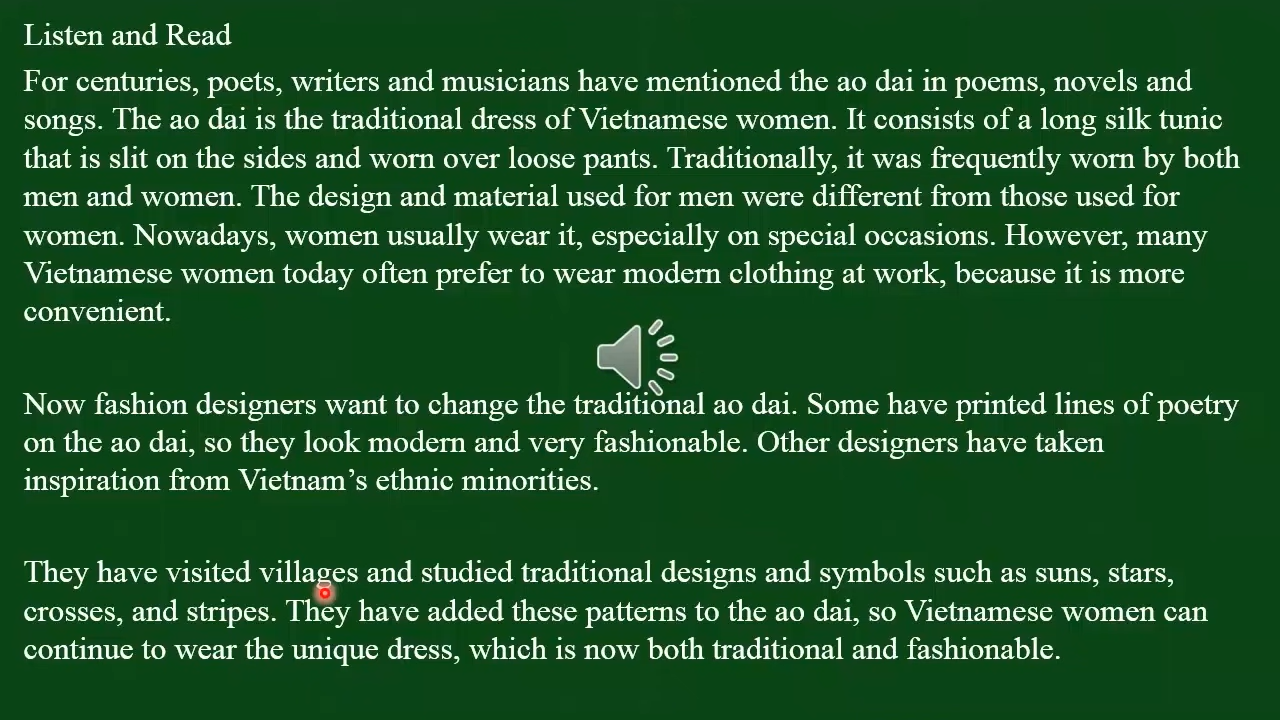 Listen and Read
For centuries, poets, writers and musicians have mentioned the ao dai in poems, novels and
songs. The ao dai is the traditional dress of Vietnamese women. It consists of a long silk tunic
that is slit on the sides and worn over loose pants. Traditionally, it was frequently worn by both
men and women. The design and material used for men were different from those used for
women. Nowadays, women usually wear it, especially on special occasions. However, many
Vietnamese women today often prefer to wear modern clothing at work, because it is more
convenient.
Now fashion designers want to change the traditional ao dai. Some have printed lines of poetry
on the ao dai, so they look modern and very fashionable. Other designers have taken
inspiration from Vietnam’s ethnic minorities.
They have visited villages and studied traditional designs and symbols such as suns, stars,
crosses, and stripes. They have added these patterns to the ao dai, so Vietnamese women can
continue to wear the unique dress, which is now both traditional and fashionable.